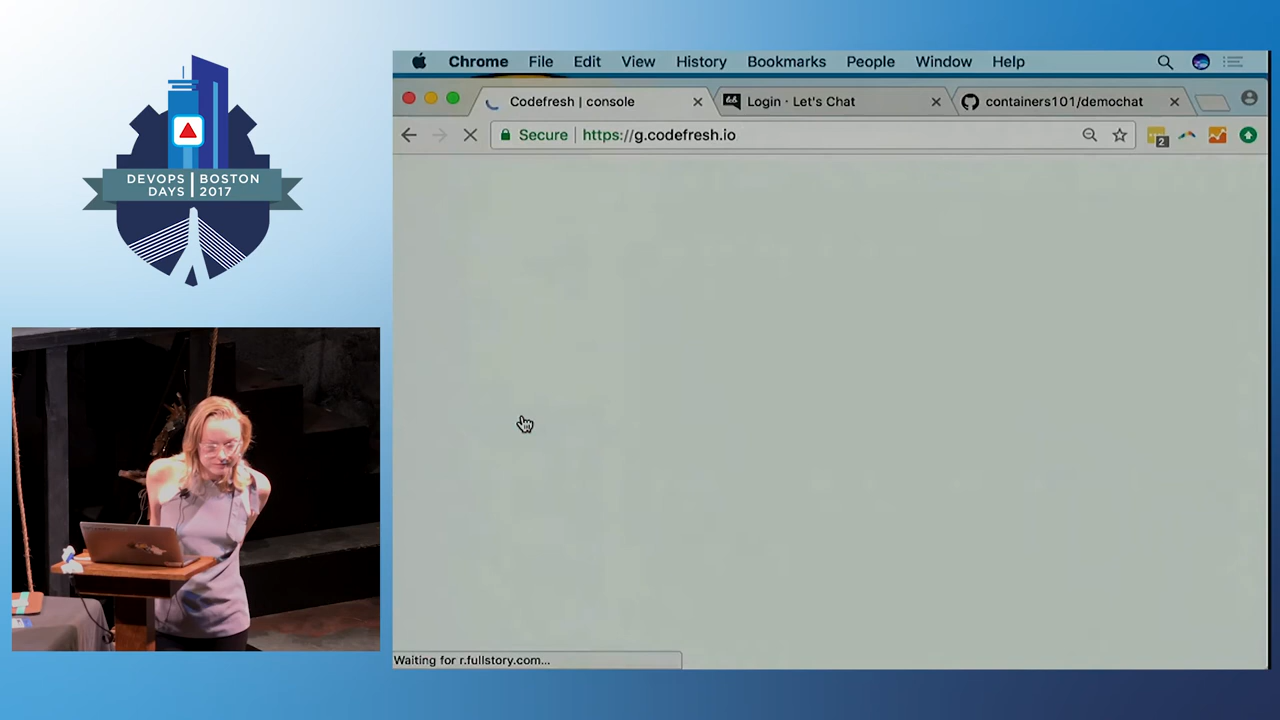 DEVOPS | BOSTON
DAYS | 2017
Chrome File Edit View History Bookmarks People Window Help
Codefresh | console
Login · Let's Chat
containers101/demochat
Secure | https://g.codefresh.io
2
Waiting for r.fullstory.com...